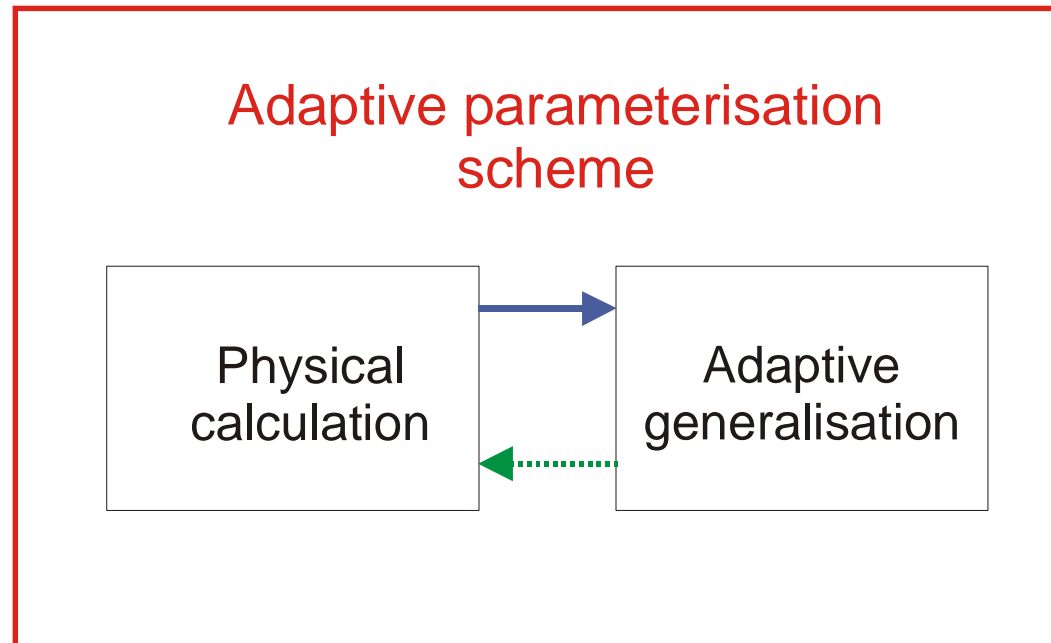 Adaptive parameterisation
scheme
Physical
calculation
Adaptive
generalisation